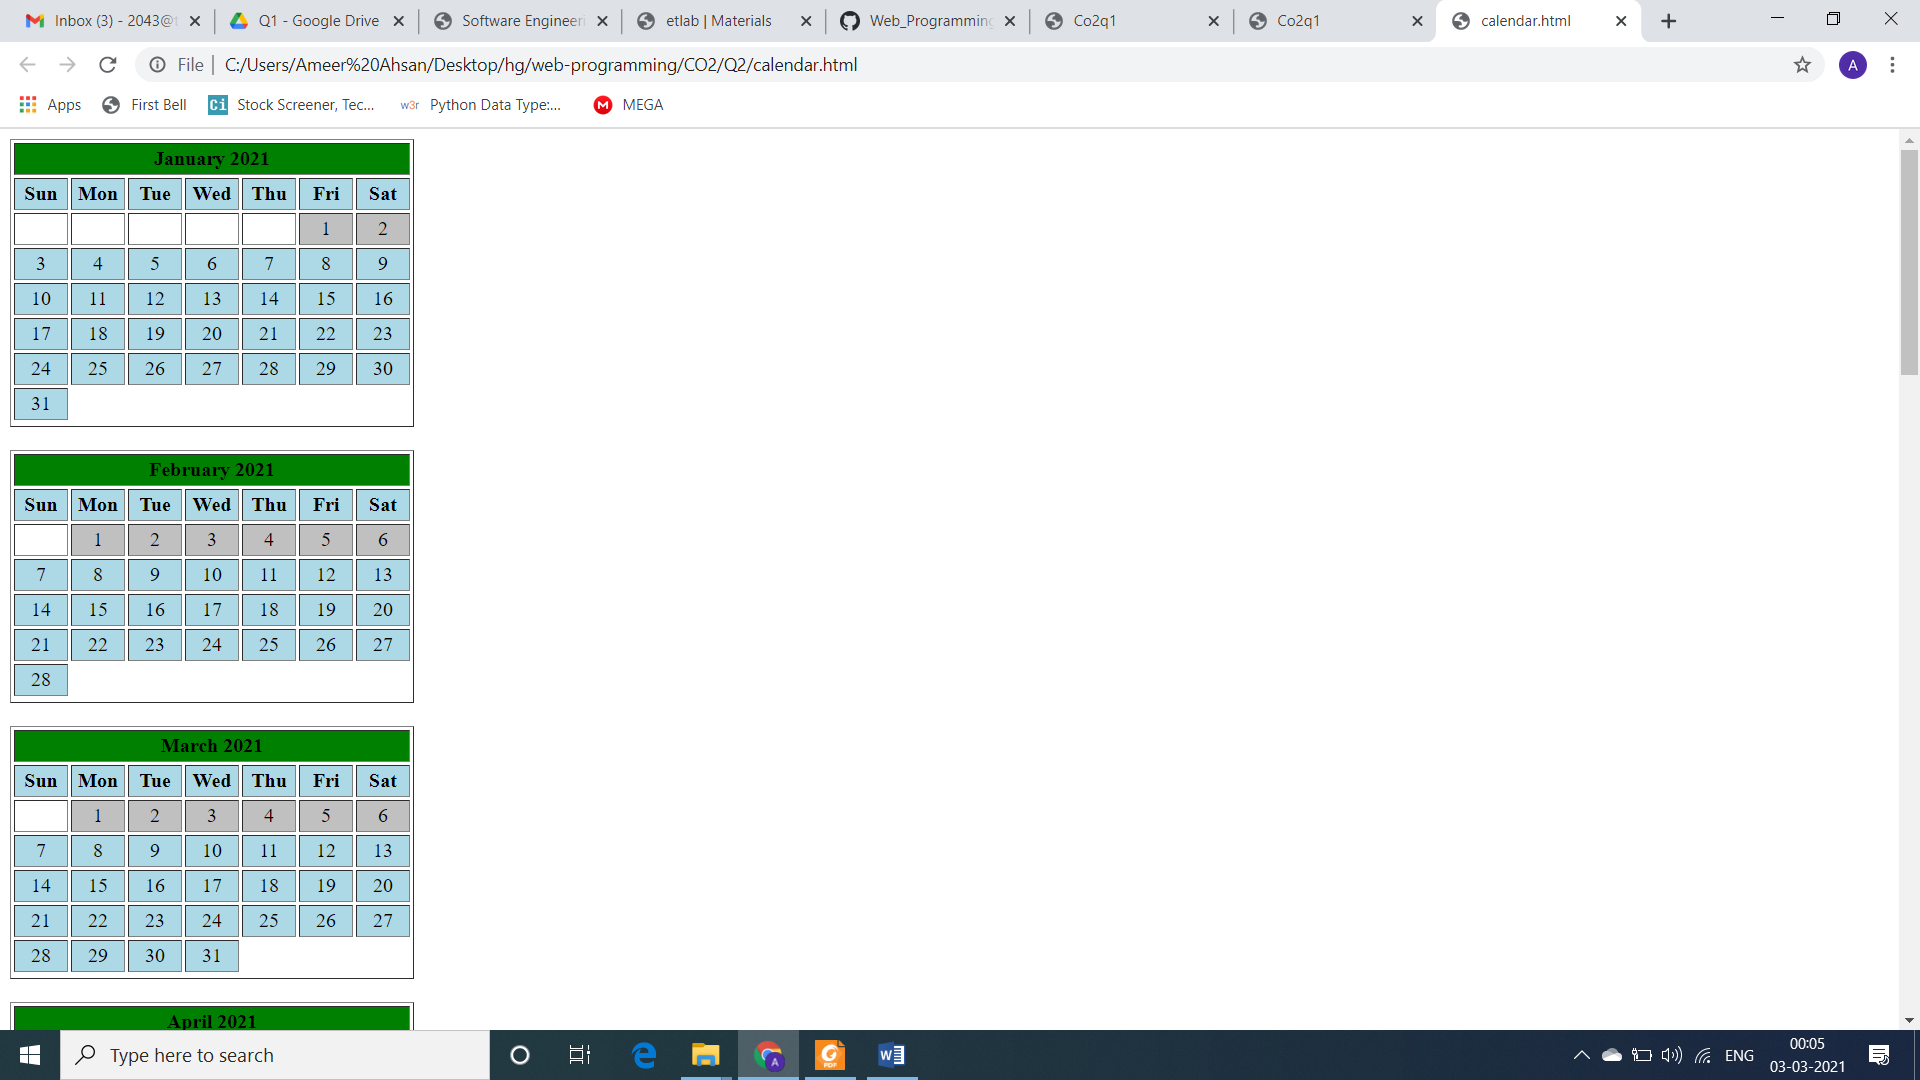 Inbox (3) - 2043@
Q1 - Google Drive
Software Engineeri
etlab | Materials
Web_Programming
Co2q1
Co2q1
calendar.html
File | C:/Users/Ameer%20Ahsan/Desktop/hg/web-programming/CO2/Q2/calendar.html
A
Apps
First Bell
Ci Stock Screener, Tec...
w3r Python Data Type:...
M MEGA
January 2021
Sun Mon Tue Wed Thu Fri Sat
1 2
3 4 5 6 7 8 9
10 11 12 13 14 15 16
17 18 19 20 21 22 23
24 25 26 27 28 29 30
31
February 2021
Sun Mon Tue Wed Thu Fri Sat
1 2 3 4 5 6
7 8 9 10 11 12 13
14 15 16 17 18 19 20
21 22 23 24 25 26 27
28
March 2021
Sun Mon Tue Wed Thu Fri Sat
1 2 3 4 5 6
7 8 9 10 11 12 13
14 15 16 17 18 19 20
21 22 23 24 25 26 27
28 29 30 31
April 2021
Type here to search
A
PDF
W
ENG
00:05
03-03-2021